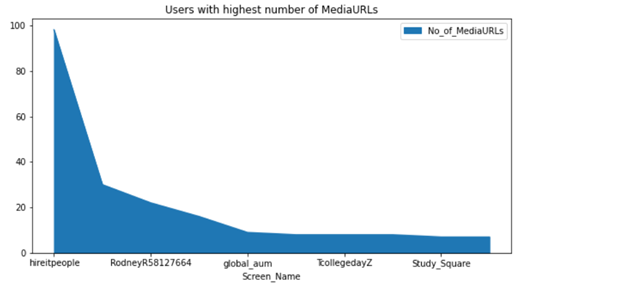 Users with highest number of MediaURLs
No_of_MediaURLs
100
80
60
40
20
0
hireitpeople RodneyR58127664 global_aum TcollegedayZ Study_Square
Screen_Name